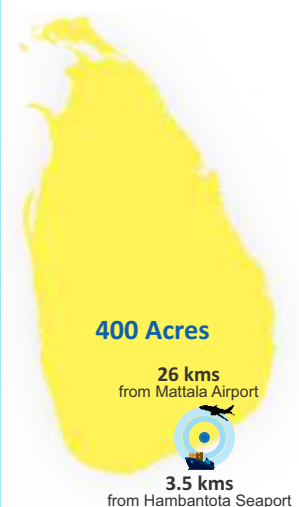 400 Acres
26 kms
from Mattala Airport
3.5 kms
from Hambantota Seaport